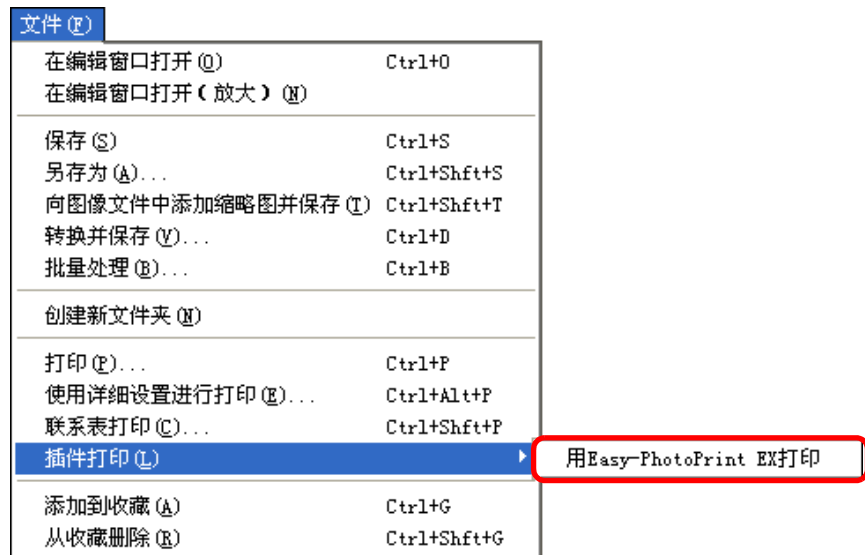 文件(F)
在编辑窗口打开(O) Ctrl+O
在编辑窗口打开(放大)(N)
保存(S) Ctrl+S
另存为(A)... Ctrl+Shft+S
向图像文件中添加缩略图并保存(T) Ctrl+Shft+T
转换并保存(V)... Ctrl+D
批量处理(B)... Ctrl+B
创建新文件夹(N)
打印(P)... Ctrl+P
使用详细设置进行打印(E)... Ctrl+Alt+P
联系表打印(C)... Ctrl+Shft+P
插件打印(L) 用Easy-PhotoPrint EX打印
添加到收藏(A) Ctrl+G
从收藏删除(R) Ctrl+Shft+G